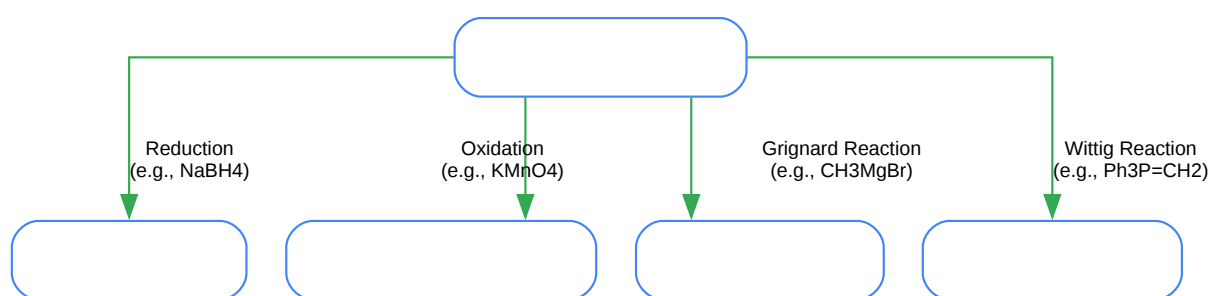 Reduction
(e.g., NaBH4)
Oxidation
(e.g., KMnO4)
Grignard Reaction
(e.g., CH3MgBr)
Wittig Reaction
(e.g., Ph3P=CH2)